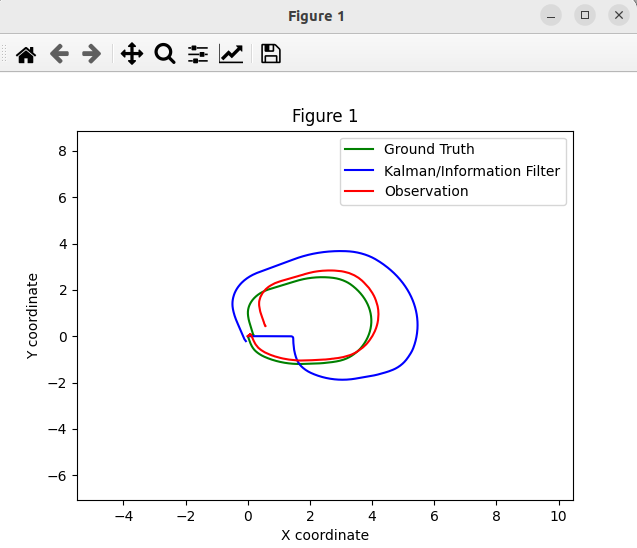 Figure 1
Figure 1
Ground Truth
Kalman/Information Filter
Observation
8
6
4
2
0
−2
−4
−6
Y coordinate
−4 −2 0 2 4 6 8 10
X coordinate